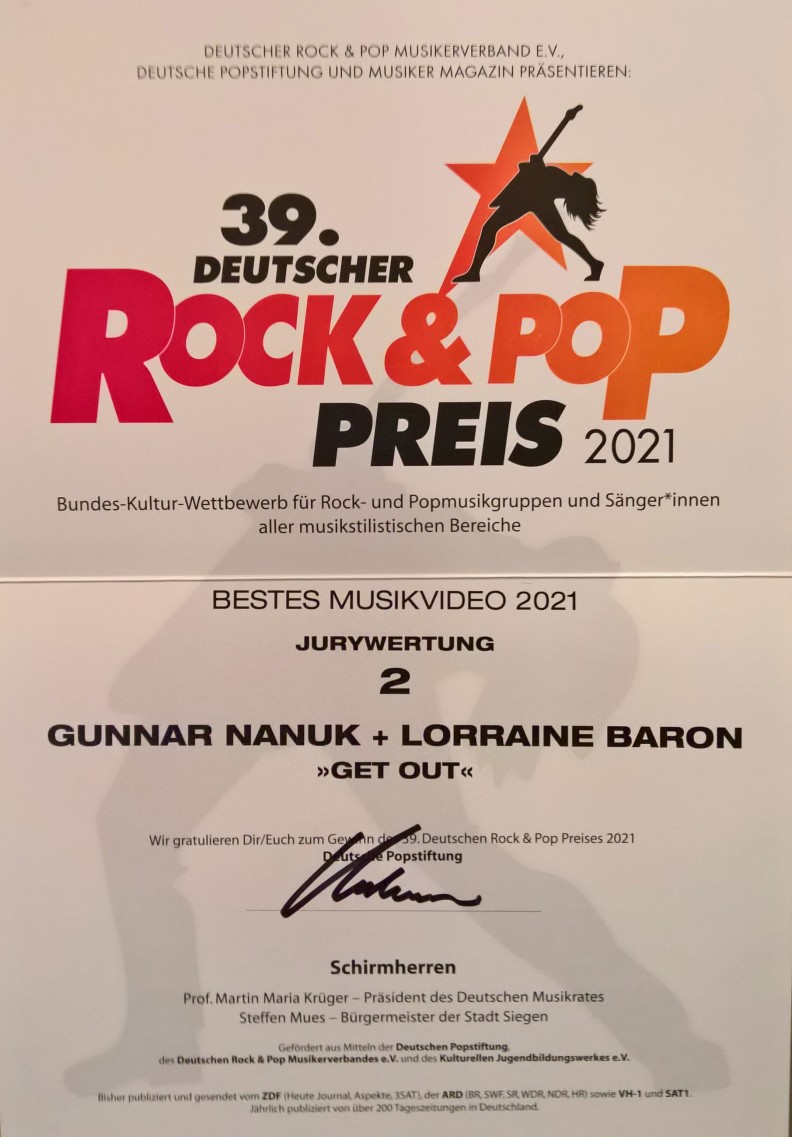 DEUTSCHER ROCK & POP MUSIKERVERBAND E.V.,
DEUTSCHE POPSTIFTUNG UND MUSIKER MAGAZIN PRÄSENTIEREN:
39.
DEUTSCHER
ROCK & POP
PREIS 2021
Bundes-Kultur-Wettbewerb für Rock- und Popmusikgruppen und Sänger*innen
aller musikstilistischen Bereiche
BESTES MUSIKVIDEO 2021
JURYWERTUNG
2
GUNNAR NANUK + LORRAINE BARON
»GET OUT«
Wir gratulieren Dir/Euch zum Gewinn des 39. Deutschen Rock & Pop Preises 2021
Deutsche Popstiftung
Schirmherren
Prof. Martin Maria Krüger – Präsident des Deutschen Musikrates
Steffen Mues – Bürgermeister der Stadt Siegen
Gefördert aus Mitteln der Deutschen Popstiftung,
des Deutschen Rock & Pop Musikerverbandes e.V. und des Kulturellen Jugendbildungswerkes e.V.
Bisher publiziert und gesendet vom ZDF (Heute Journal, Aspekte, 3SAT), der ARD (BR, SWF, SR, WDR, NDR, HR) sowie VH-1 und SAT1.
Jährlich publiziert von über 200 Tageszeitungen in Deutschland.